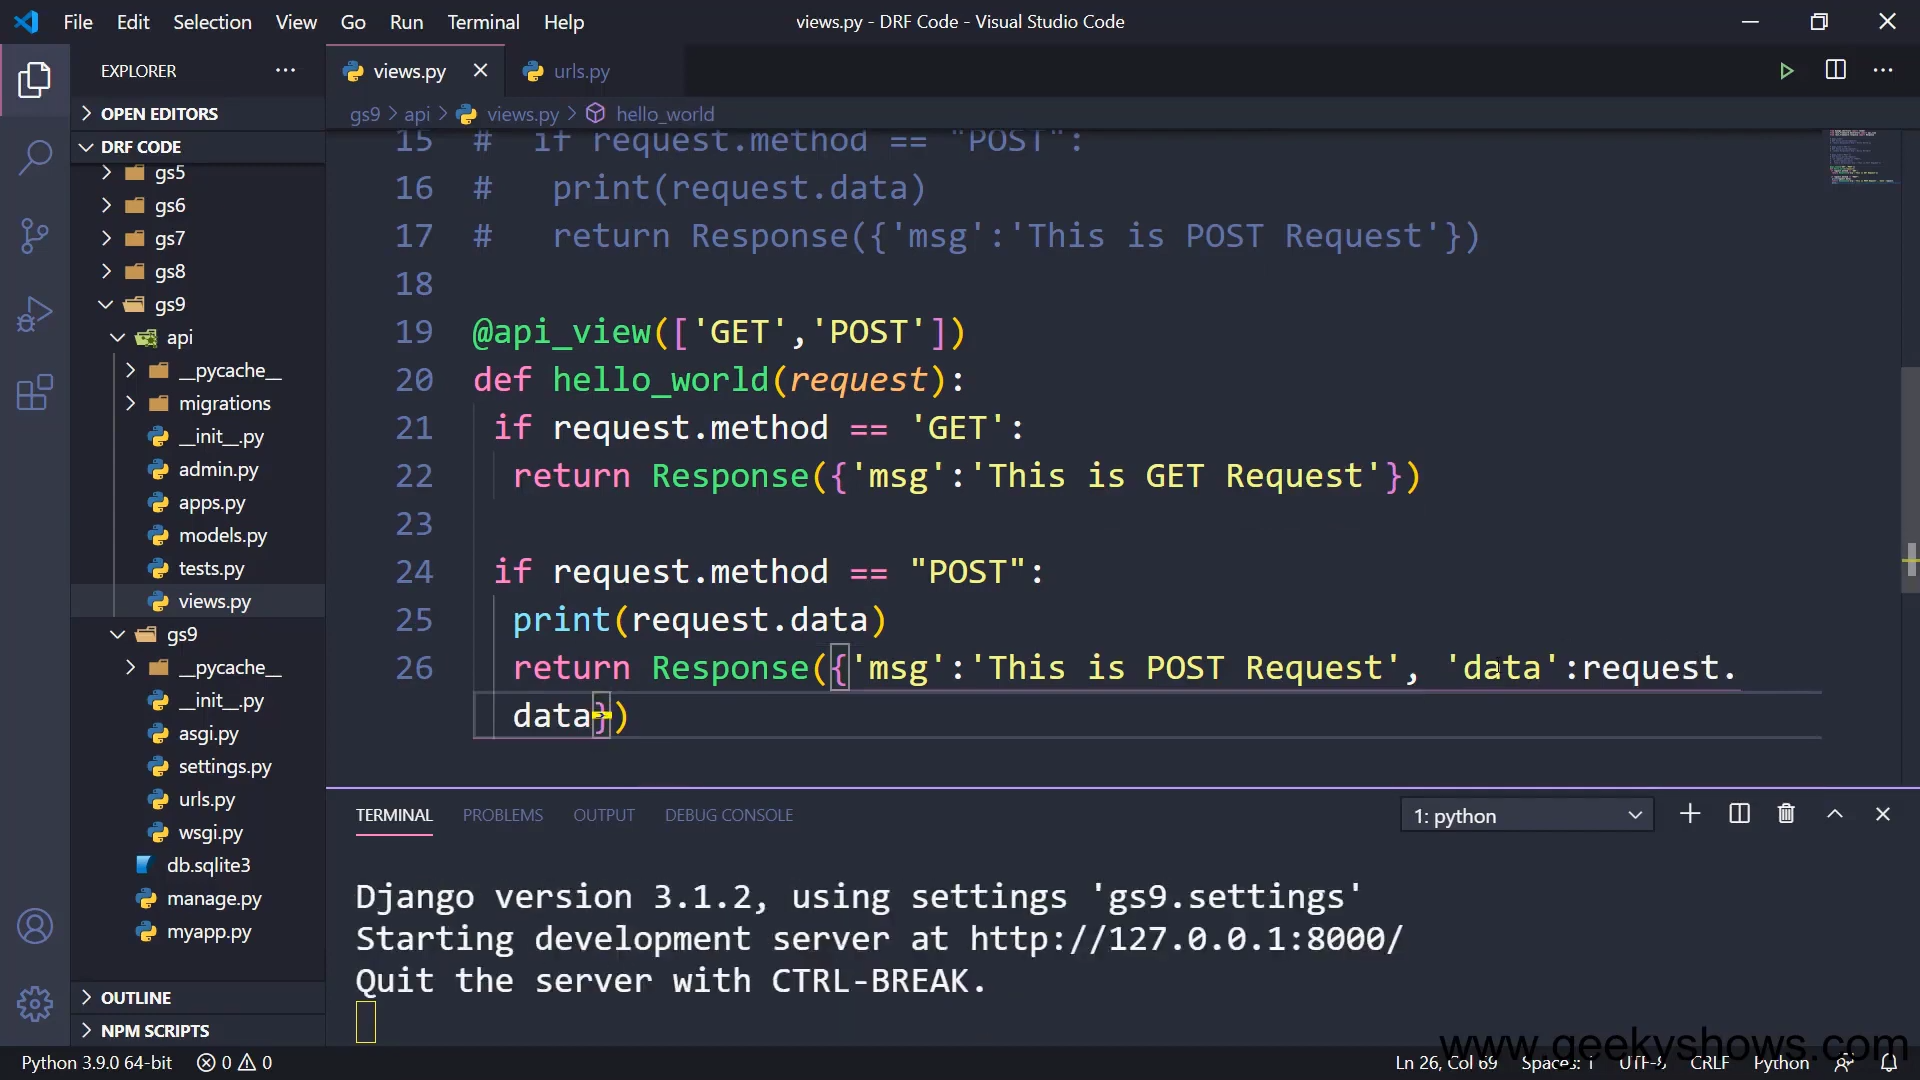 File Edit Selection View Go Run Terminal Help
views.py - DRF Code - Visual Studio Code
EXPLORER
OPEN EDITORS
DRF CODE
gs5
gs6
gs7
gs8
gs9
api
__pycache__
migrations
__init__.py
admin.py
apps.py
models.py
tests.py
views.py
gs9
__pycache__
__init__.py
asgi.py
settings.py
urls.py
wsgi.py
db.sqlite3
manage.py
myapp.py
OUTLINE
NPM SCRIPTS
views.py urls.py
gs9 > api > views.py > hello_world
15 # if request.method == "POST":
16 # print(request.data)
17 # return Response({'msg':'This is POST Request'})
18
19 @api_view(['GET','POST'])
20 def hello_world(request):
21 if request.method == 'GET':
22 return Response({'msg':'This is GET Request'})
23
24 if request.method == "POST":
25 print(request.data)
26 return Response({'msg':'This is POST Request', 'data':request.
data})
TERMINAL PROBLEMS OUTPUT DEBUG CONSOLE
1: python
Django version 3.1.2, using settings 'gs9.settings'
Starting development server at http://127.0.0.1:8000/
Quit the server with CTRL-BREAK.
www.geekyshows.com
Python 3.9.0 64-bit 0 0 Ln 26, Col 69 Spaces: 1 UTF-8 CRLF Python